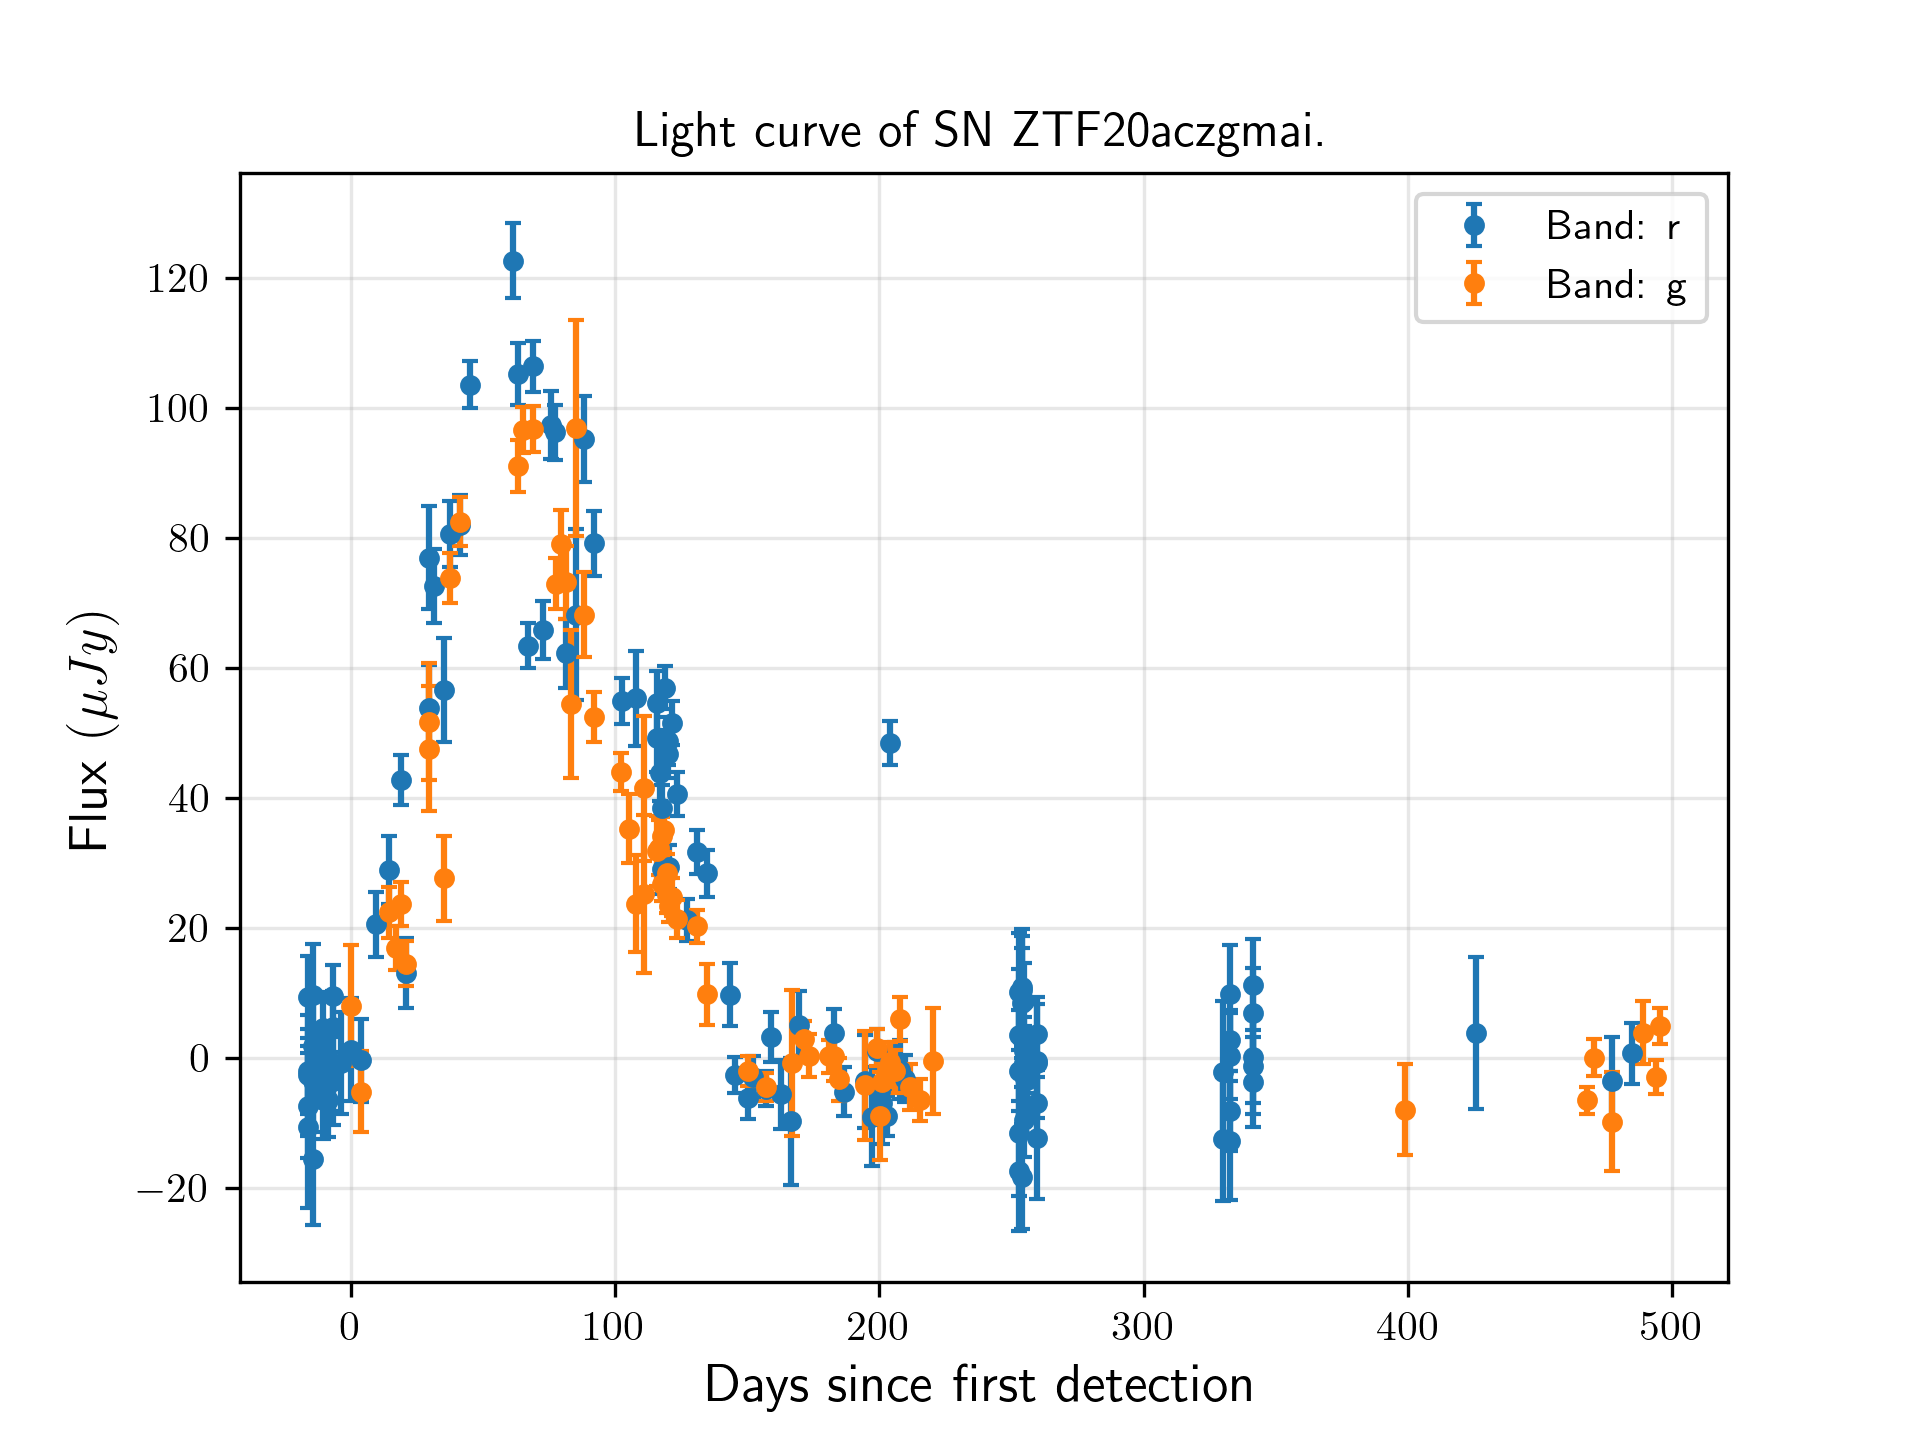 Light curve of SN ZTF20aczgmai.
Band: r
Band: g
120
100
80
60
40
20
0
−20
Flux (μJy)
0 100 200 300 400 500
Days since first detection